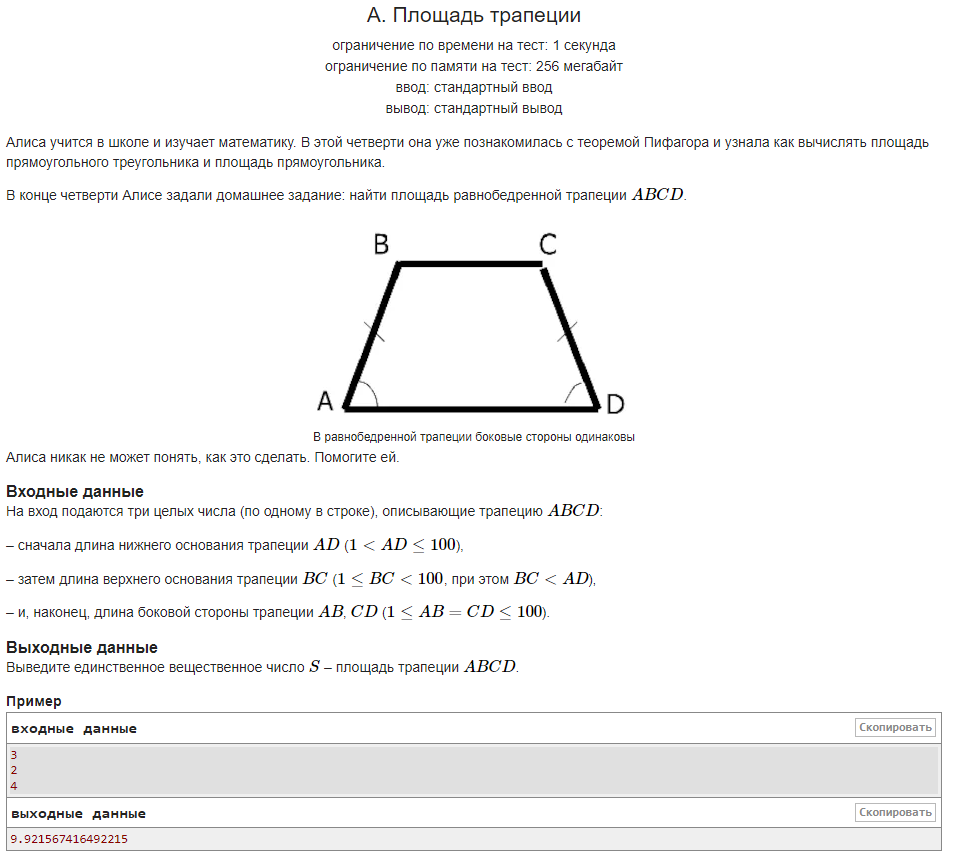 А. Площадь трапеции
ограничение по времени на тест: 1 секунда
ограничение по памяти на тест: 256 мегабайт
ввод: стандартный ввод
вывод: стандартный вывод
Алиса учится в школе и изучает математику. В этой четверти она уже познакомилась с теоремой Пифагора и узнала как вычислять площадь
прямоугольного треугольника и площадь прямоугольника.
В конце четверти Алисе задали домашнее задание: найти площадь равнобедренной трапеции ABCD.
B C
A D
В равнобедренной трапеции боковые стороны одинаковы
Алиса никак не может понять, как это сделать. Помогите ей.
Входные данные
На вход подаются три целых числа (по одному в строке), описывающие трапецию ABCD:
– сначала длина нижнего основания трапеции AD (1 < AD ≤ 100),
– затем длина верхнего основания трапеции BC (1 ≤ BC < 100, при этом BC < AD),
– и, наконец, длина боковой стороны трапеции AB, CD (1 ≤ AB = CD ≤ 100).
Выходные данные
Выведите единственное вещественное число S – площадь трапеции ABCD.
Пример
входные данные Скопировать
3
2
4
выходные данные Скопировать
9.921567416492215